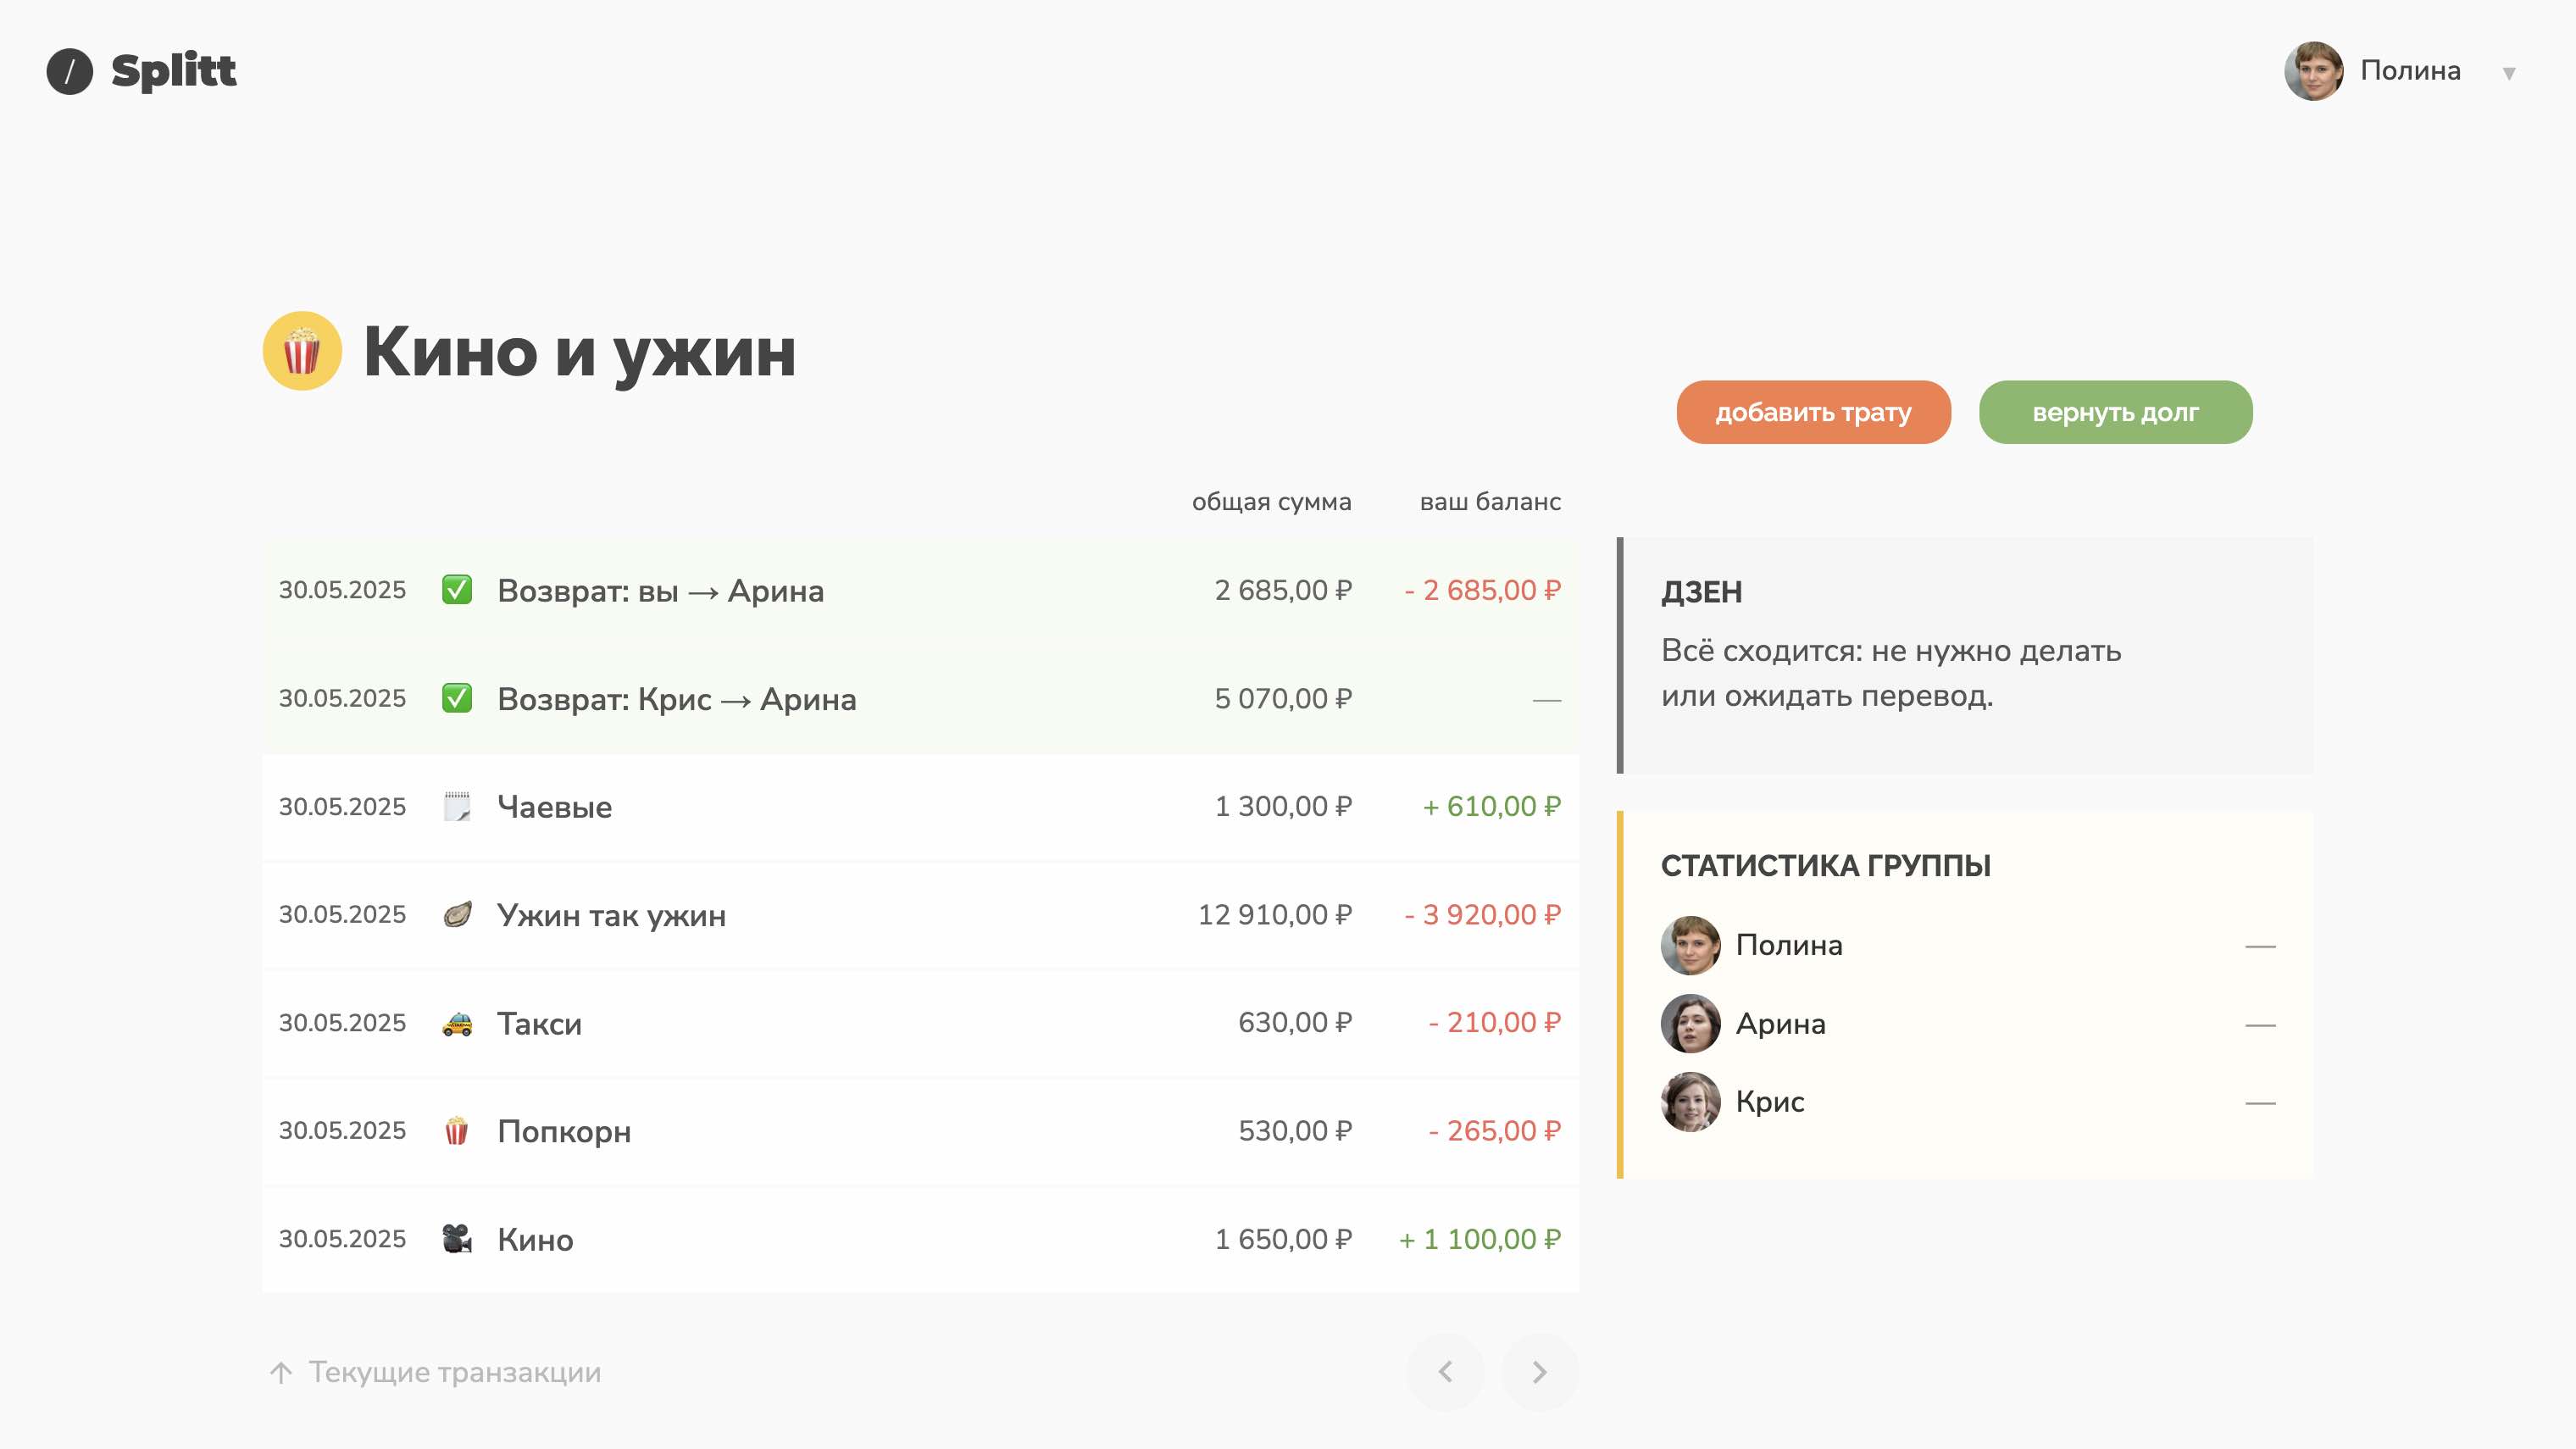 Splitt
Полина
Кино и ужин
добавить трату
вернуть долг
общая сумма ваш баланс
30.05.2025 Возврат: вы → Арина 2 685,00 ₽ - 2 685,00 ₽
30.05.2025 Возврат: Крис → Арина 5 070,00 ₽ —
30.05.2025 Чаевые 1 300,00 ₽ + 610,00 ₽
30.05.2025 Ужин так ужин 12 910,00 ₽ - 3 920,00 ₽
30.05.2025 Такси 630,00 ₽ - 210,00 ₽
30.05.2025 Попкорн 530,00 ₽ - 265,00 ₽
30.05.2025 Кино 1 650,00 ₽ + 1 100,00 ₽
↑ Текущие транзакции
ДЗЕН
Всё сходится: не нужно делать
или ожидать перевод.
СТАТИСТИКА ГРУППЫ
Полина —
Арина —
Крис —